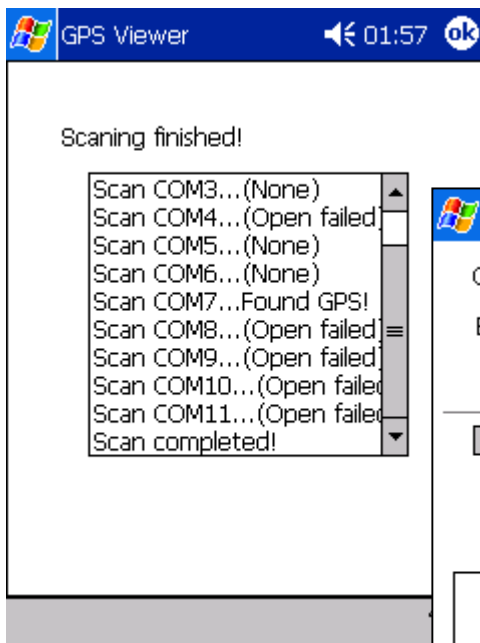 GPS Viewer 01:57 ok
Scaning finished!
Scan COM3...(None)
Scan COM4...(Open failed
Scan COM5...(None)
Scan COM6...(None)
Scan COM7...Found GPS!
Scan COM8...(Open failed
Scan COM9...(Open failed
Scan COM10...(Open failed
Scan COM11...(Open failed
Scan completed!